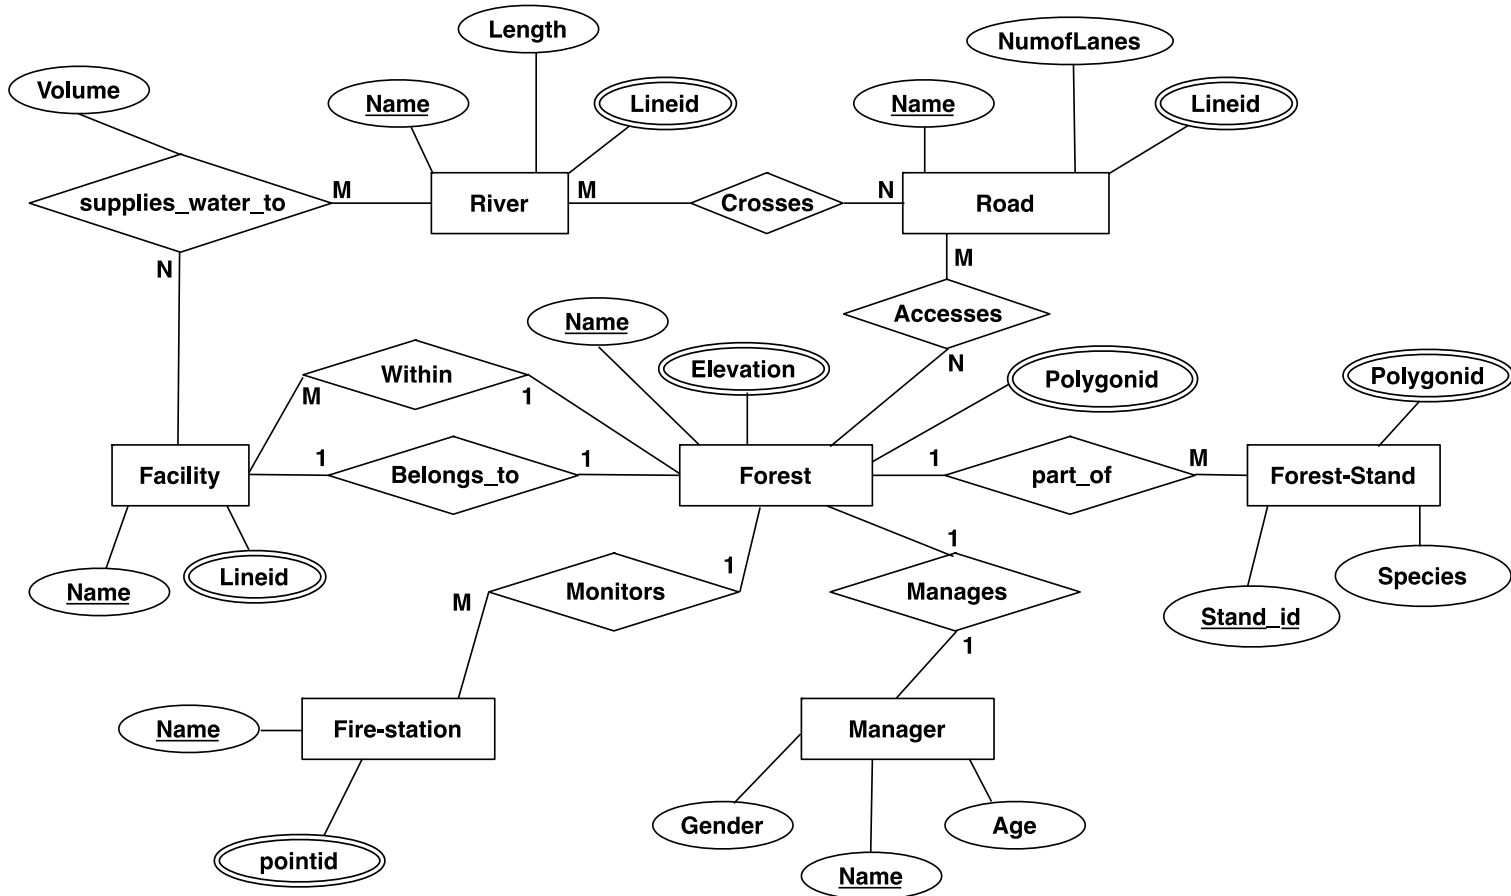 Length
NumofLanes
Volume
Name
Lineid
Name
Lineid
supplies_water_to
M
River
M
Crosses
N
Road
N
M
Accesses
Name
Elevation
N
Polygonid
Polygonid
Within
M
1
Facility
1
Belongs_to
1
Forest
1
part_of
M
Forest-Stand
Name
Lineid
M
Monitors
1
1
Manages
1
Stand_id
Species
Name
Fire-station
Manager
pointid
Gender
Name
Age